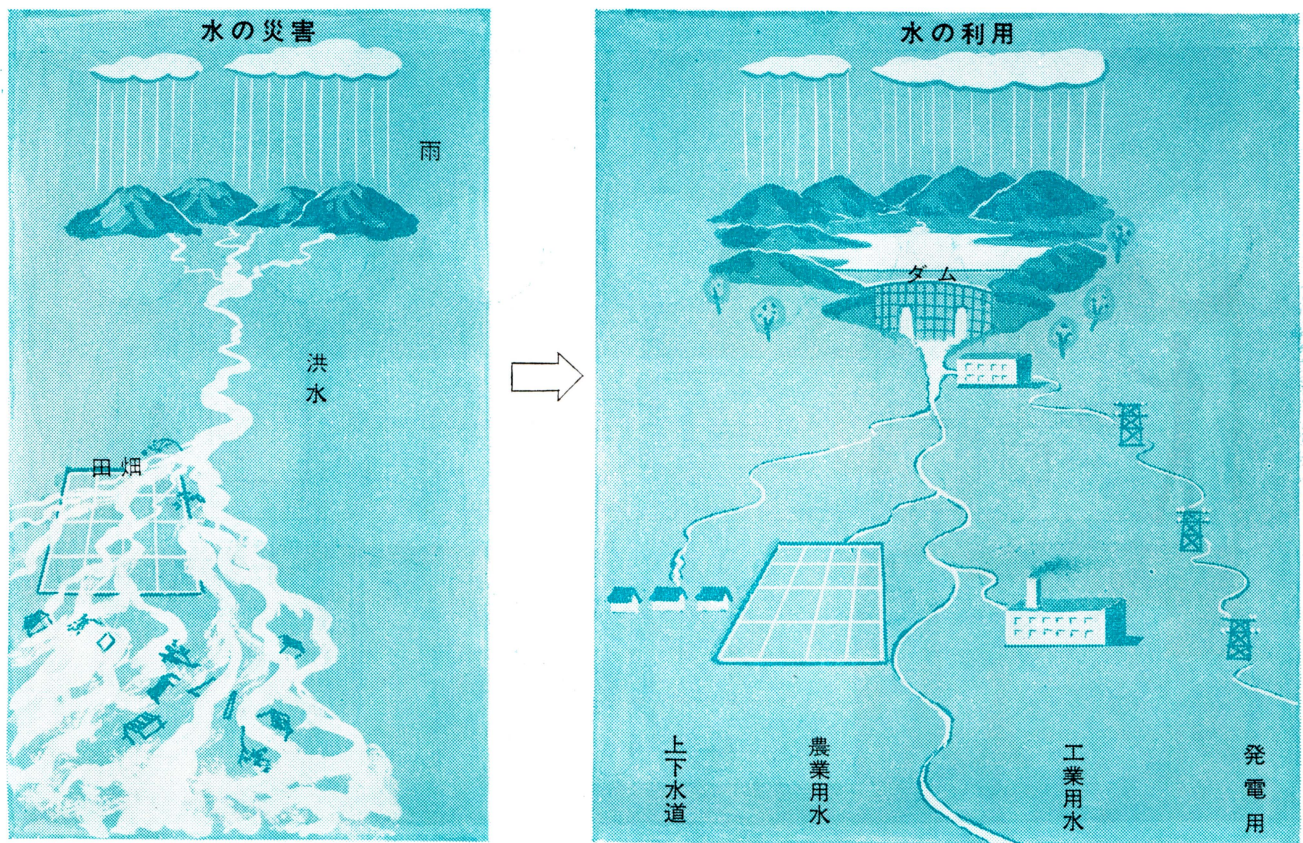 水の災害
雨
洪水
田畑
水の利用
ダム
上下水道
農業用水
工業用水
発電用